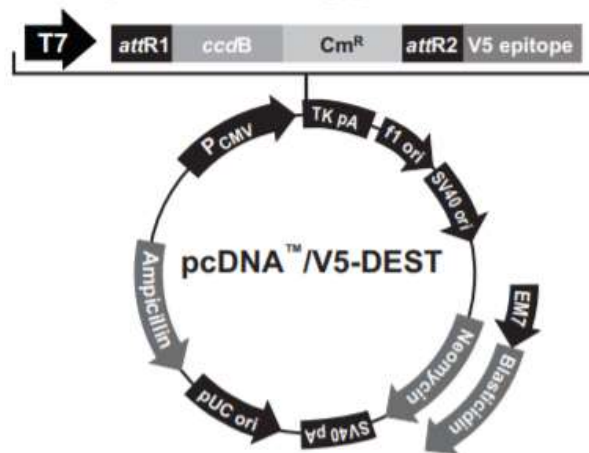 T7 attR1 ccdB CmR attR2 V5 epitope
PCMV
TK pA
f1 ori
SV40 ori
pcDNA™/V5-DEST
EM7
Neomycin
Blasticidin
SV40 pA
pUC ori
Ampicillin